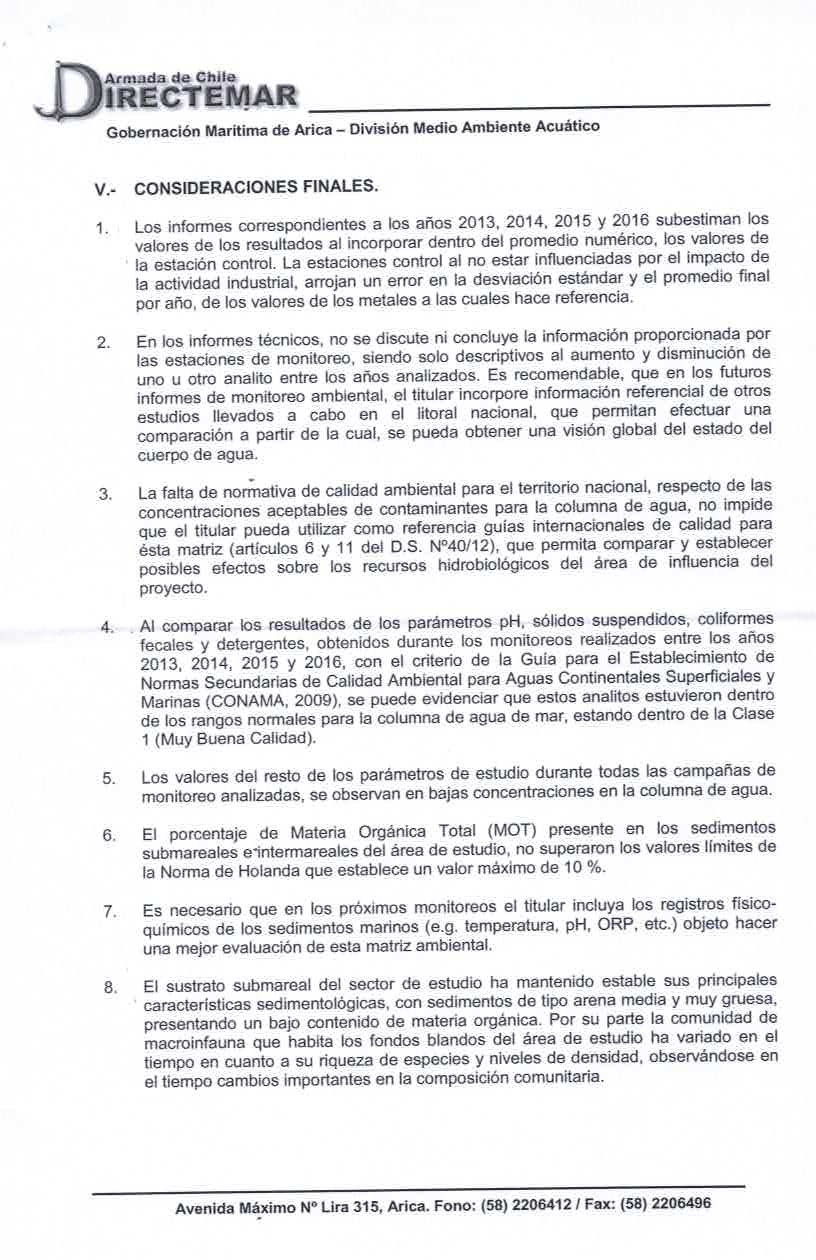 Armada de Chile
DIRECTEMAR
Gobernación Marítima de Arica – División Medio Ambiente Acuático
V.- CONSIDERACIONES FINALES.
1. Los informes correspondientes a los años 2013, 2014, 2015 y 2016 subestiman los
valores de los resultados al incorporar dentro del promedio numérico, los valores de
la estación control. La estaciones control al no estar influenciadas por el impacto de
la actividad industrial, arrojan un error en la desviación estándar y el promedio final
por año, de los valores de los metales a las cuales hace referencia.
2. En los informes técnicos, no se discute ni concluye la información proporcionada por
las estaciones de monitoreo, siendo solo descriptivos al aumento y disminución de
uno u otro analito entre los años analizados. Es recomendable, que en los futuros
informes de monitoreo ambiental, el titular incorpore información referencial de otros
estudios llevados a cabo en el litoral nacional, que permitan efectuar una
comparación a partir de la cual, se pueda obtener una visión global del estado del
cuerpo de agua.
3. La falta de normativa de calidad ambiental para el territorio nacional, respecto de las
concentraciones aceptables de contaminantes para la columna de agua, no impide
que el titular pueda utilizar como referencia guías internacionales de calidad para
ésta matriz (artículos 6 y 11 del D.S. Nº40/12), que permita comparar y establecer
posibles efectos sobre los recursos hidrobiológicos del área de influencia del
proyecto.
4. Al comparar los resultados de los parámetros pH, sólidos suspendidos, coliformes
fecales y detergentes, obtenidos durante los monitoreos realizados entre los años
2013, 2014, 2015 y 2016, con el criterio de la Guía para el Establecimiento de
Normas Secundarias de Calidad Ambiental para Aguas Continentales Superficiales y
Marinas (CONAMA, 2009), se puede evidenciar que estos analitos estuvieron dentro
de los rangos normales para la columna de agua de mar, estando dentro de la Clase
1 (Muy Buena Calidad).
5. Los valores del resto de los parámetros de estudio durante todas las campañas de
monitoreo analizadas, se observan en bajas concentraciones en la columna de agua.
6. El porcentaje de Materia Orgánica Total (MOT) presente en los sedimentos
submareales e intermareales del área de estudio, no superaron los valores límites de
la Norma de Holanda que establece un valor máximo de 10 %.
7. Es necesario que en los próximos monitoreos el titular incluya los registros físico-
químicos de los sedimentos marinos (e.g. temperatura, pH, ORP, etc.) objeto hacer
una mejor evaluación de esta matriz ambiental.
8. El sustrato submareal del sector de estudio ha mantenido estable sus principales
características sedimentológicas, con sedimentos de tipo arena media y muy gruesa,
presentando un bajo contenido de materia orgánica. Por su parte la comunidad de
macroinfauna que habita los fondos blandos del área de estudio ha variado en el
tiempo en cuanto a su riqueza de especies y niveles de densidad, observándose en
el tiempo cambios importantes en la composición comunitaria.
Avenida Máximo Nº Lira 315, Arica. Fono: (58) 2206412 / Fax: (58) 2206496